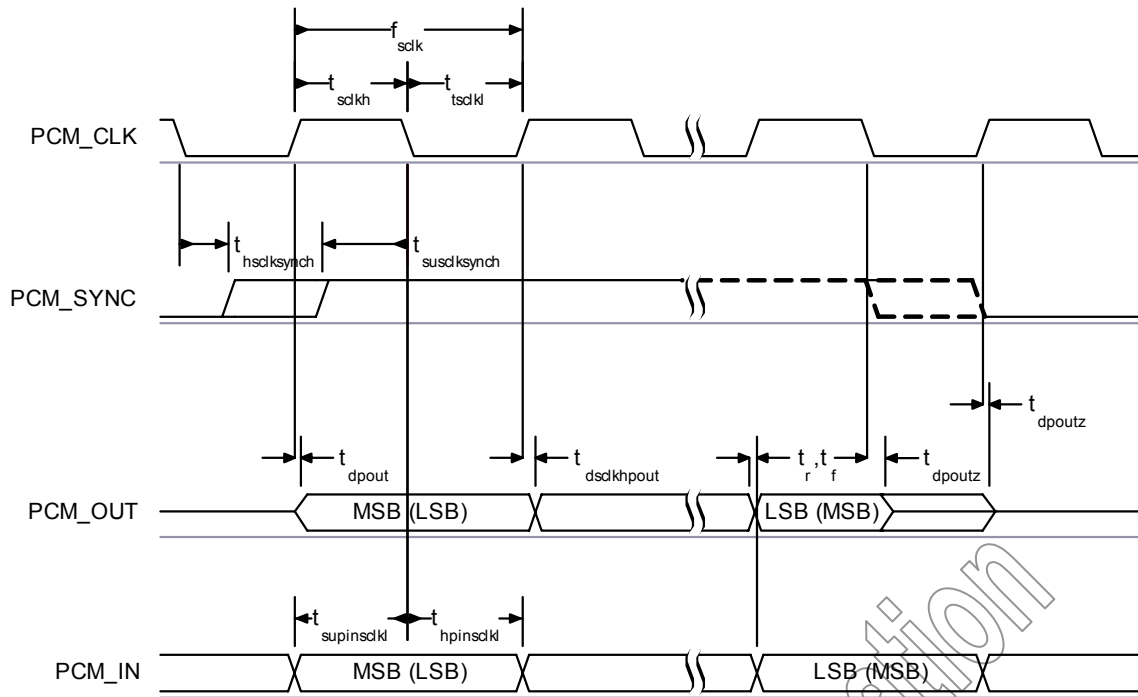 f sclk
t sclkh
tsclkl
PCM_CLK
t hsclksynch
t susclksynch
PCM_SYNC
t dpoutz
t dpout
t dsclkhpout
t r ,t f
t dpoutz
PCM_OUT
MSB (LSB)
LSB (MSB)
t supinsclkl
t hpinsclkl
PCM_IN
MSB (LSB)
LSB (MSB)